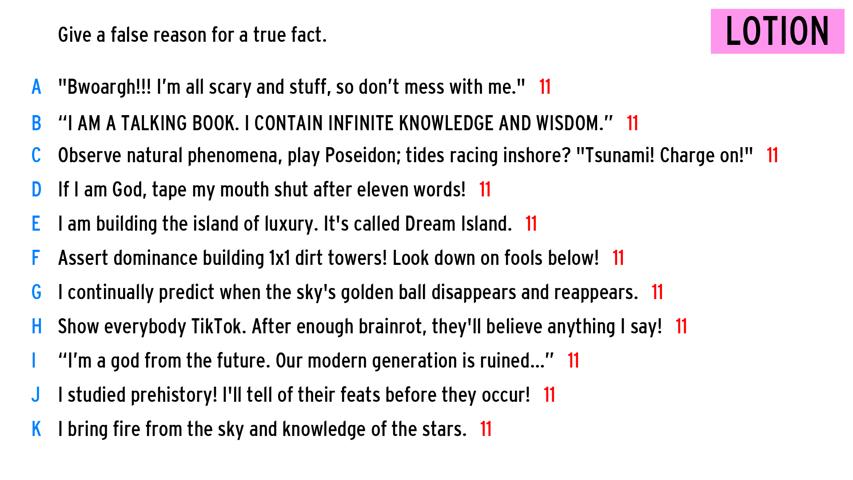 Give a false reason for a true fact.
LOTION
A "Bwoargh!!! I'm all scary and stuff, so don't mess with me." 11
B “I AM A TALKING BOOK. I CONTAIN INFINITE KNOWLEDGE AND WISDOM.” 11
C Observe natural phenomena, play Poseidon; tides racing inshore? "Tsunami! Charge on!" 11
D If I am God, tape my mouth shut after eleven words! 11
E I am building the island of luxury. It's called Dream Island. 11
F Assert dominance building 1x1 dirt towers! Look down on fools below! 11
G I continually predict when the sky's golden ball disappears and reappears. 11
H Show everybody TikTok. After enough brainrot, they'll believe anything I say! 11
I “I'm a god from the future. Our modern generation is ruined...” 11
J I studied prehistory! I'll tell of their feats before they occur! 11
K I bring fire from the sky and knowledge of the stars. 11